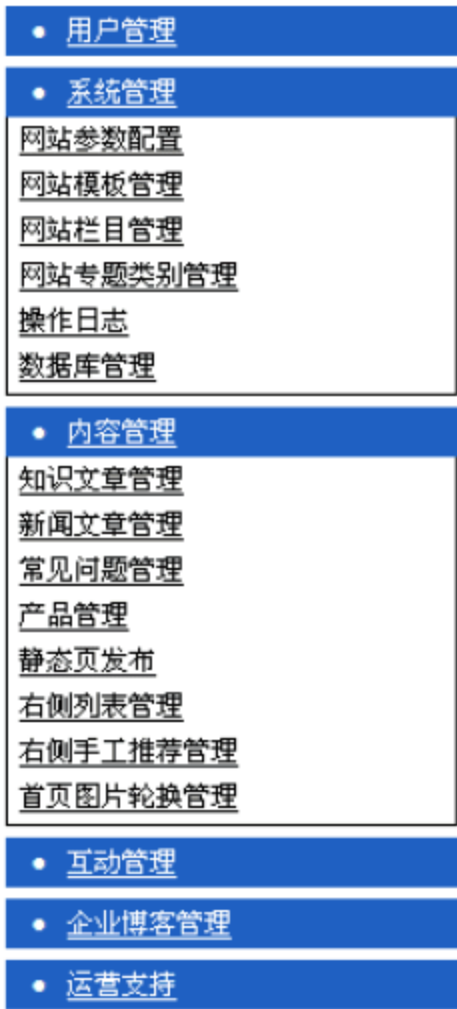 用户管理
系统管理
网站参数配置
网站模板管理
网站栏目管理
网站专题类别管理
操作日志
数据库管理
内容管理
知识文章管理
新闻文章管理
常见问题管理
产品管理
静态页发布
右侧列表管理
右侧手工推荐管理
首页图片轮换管理
互动管理
企业博客管理
运营支持